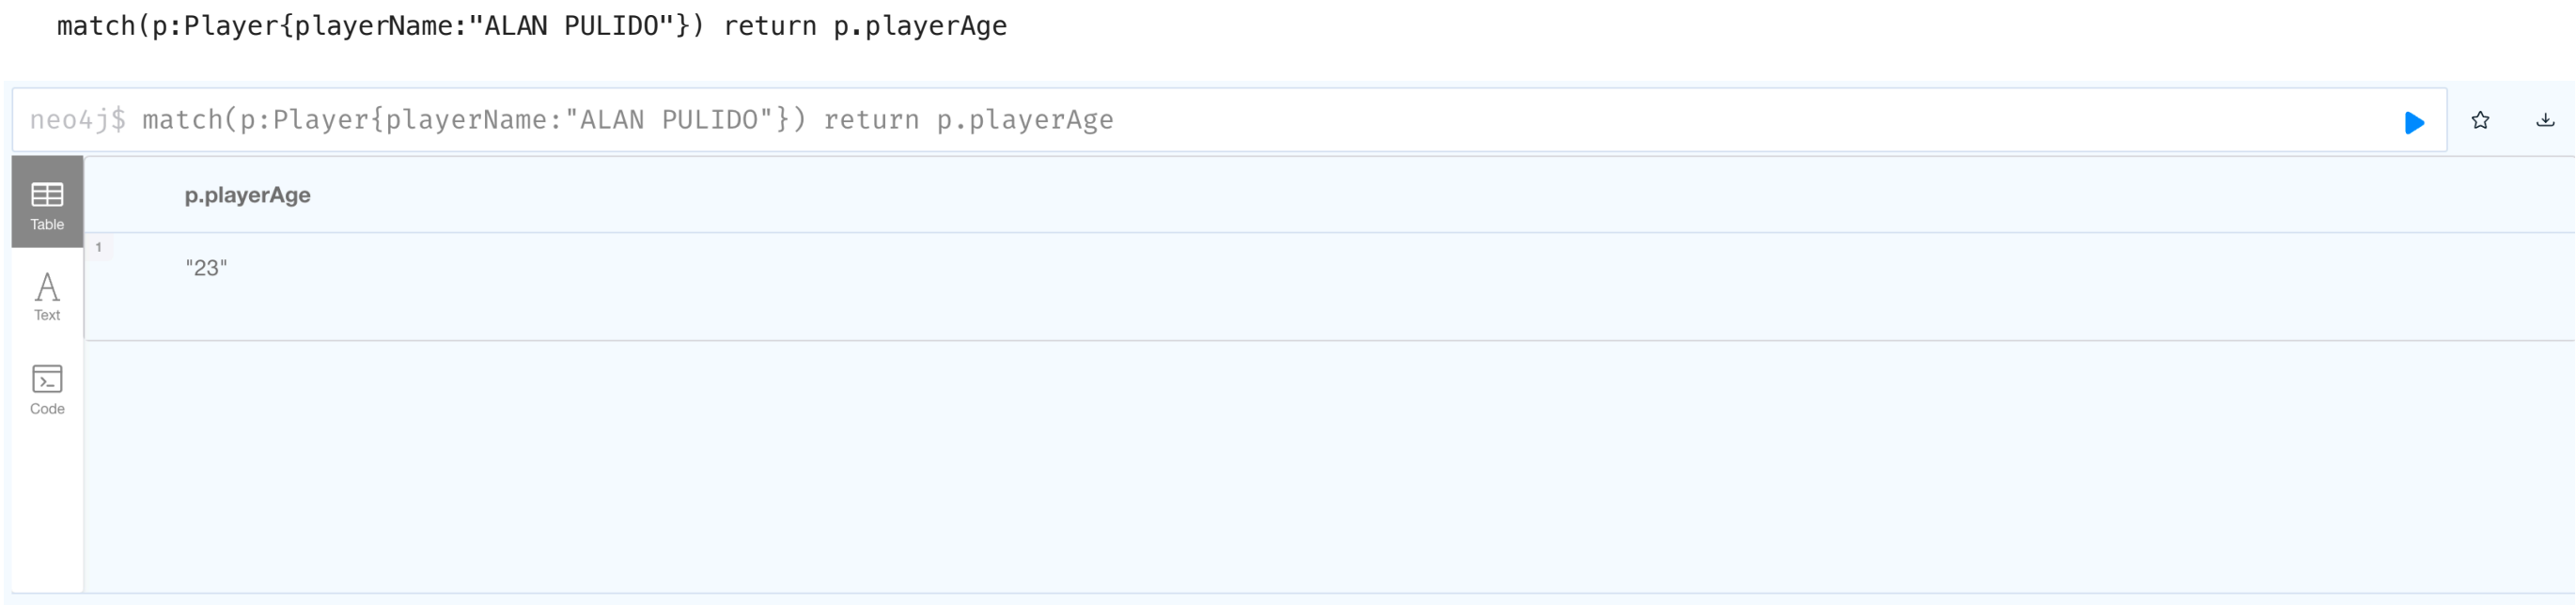 match(p:Player{playerName:"ALAN PULIDO"}) return p.playerAge
neo4j$ match(p:Player{playerName:"ALAN PULIDO"}) return p.playerAge
Table
p.playerAge
1
"23"
Text
Code